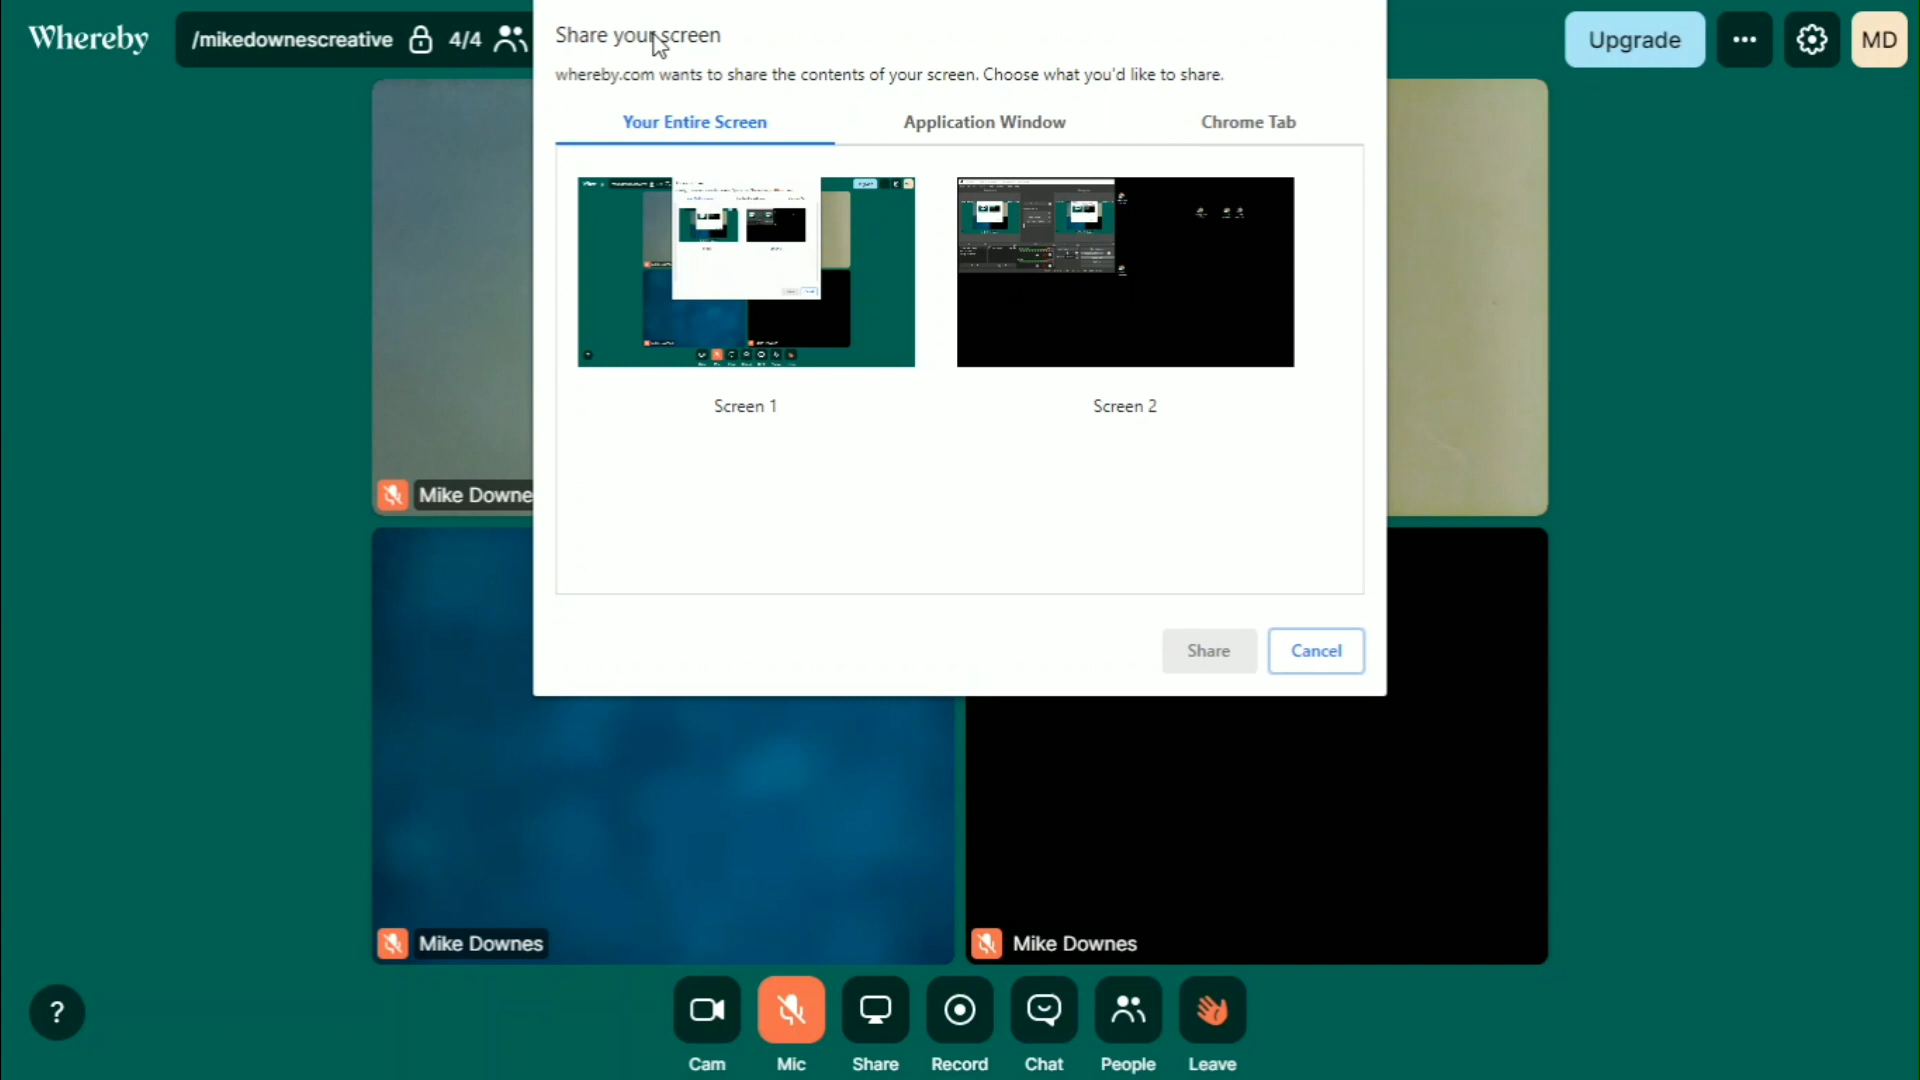 Whereby
/mikedownescreative 4/4
Upgrade
MD
Share your screen
whereby.com wants to share the contents of your screen. Choose what you'd like to share.
Your Entire Screen
Application Window
Chrome Tab
Screen 1
Screen 2
Share
Cancel
Mike Downe
Mike Downes
Mike Downes
?
Cam
Mic
Share
Record
Chat
People
Leave